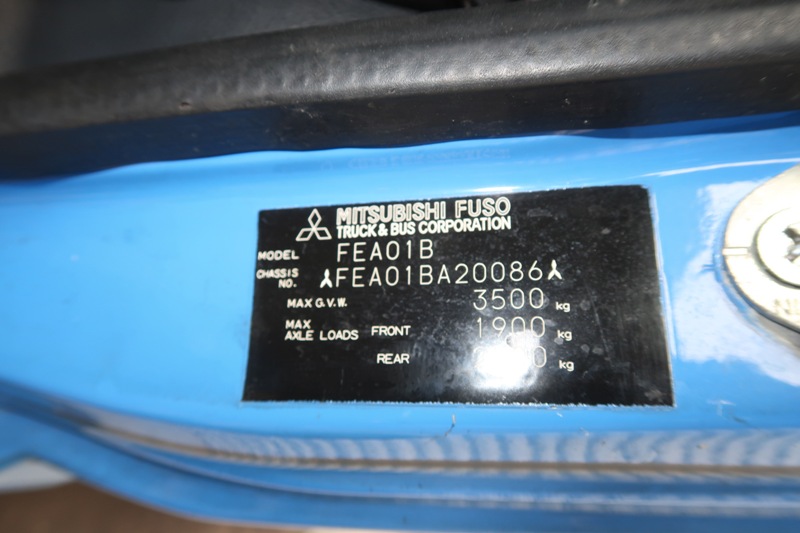 MITSUBISHI FUSO
TRUCK & BUS CORPORATION
MODEL FEA01B
CHASSIS NO. FEA01BA20086
MAX G.V.W. 3500 kg
MAX AXLE LOADS FRONT 1900 kg
REAR kg